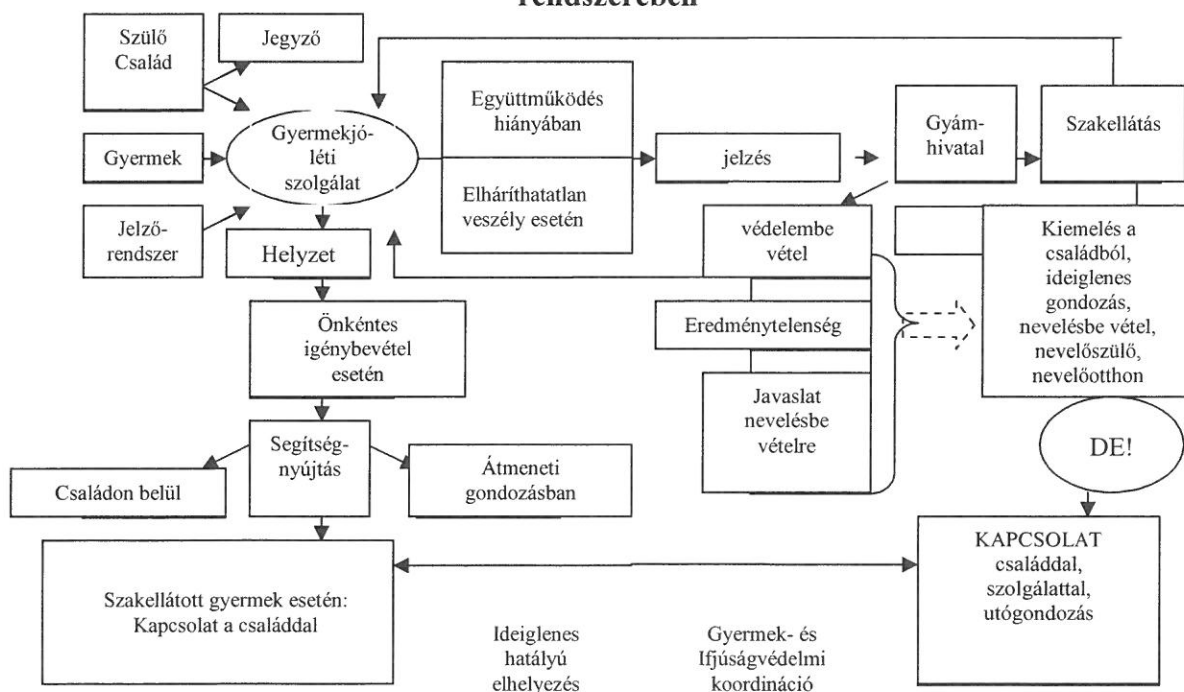 rendszerében
Szülő
Család
Jegyző
Gyermek
Jelző-
rendszer
Gyermekjó-
léti
szolgálat
Együttműködés
hiányában
Elháríthatatlan
veszély esetén
jelzés
Gyám-
hivatal
Szakellátás
Helyzet
védelembe
vétel
Eredménytelenség
Javaslat
nevelésbe
vételre
Kiemelés a
családból,
ideiglenes
gondozás,
nevelésbe vétel,
nevelőszülő,
nevelőotthon
Önkéntes
igénybevétel
esetén
Segítség-
nyújtás
Családon belül
Átmeneti
gondozásban
DE!
Szakellátott gyermek esetén:
Kapcsolat a családdal
KAPCSOLAT
családdal,
szolgálattal,
utógondozás
Ideiglenes
hatályú
elhelyezés
Gyermek- és
Ifjúságvédelmi
koordináció